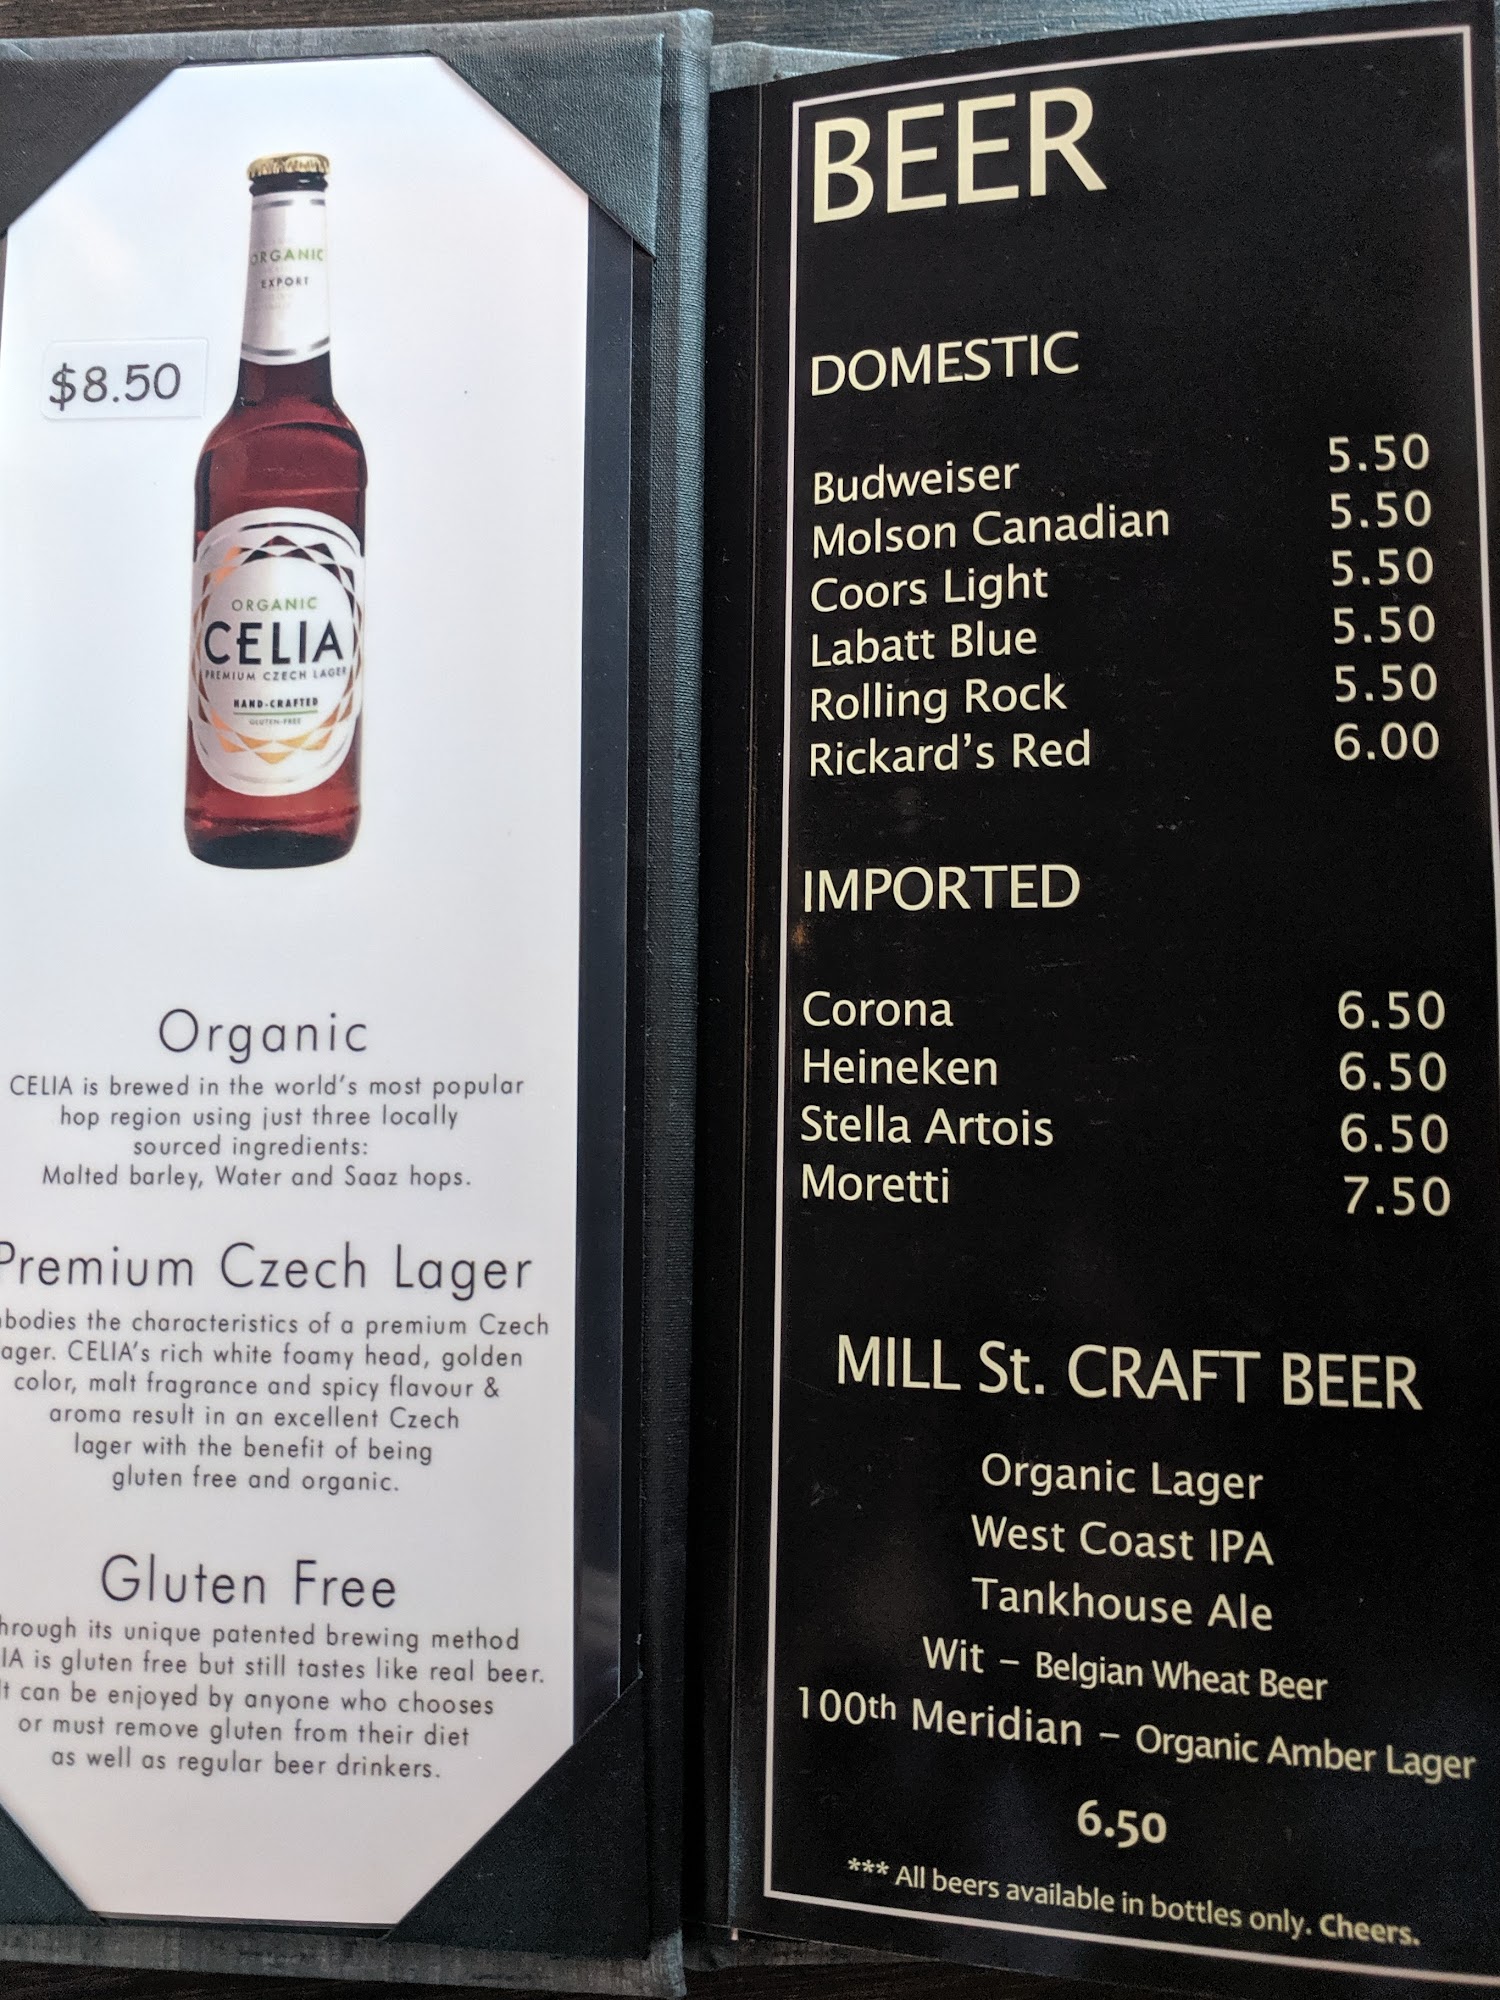 ORGANIC
EXPORT
$8.50
ORGANIC
CELIA
PREMIUM CZECH LAGER
HAND-CRAFTED
GLUTEN-FREE
Organic
CELIA is brewed in the world's most popular
hop region using just three locally
sourced ingredients:
Malted barley, Water and Saaz hops.
Premium Czech Lager
bodies the characteristics of a premium Czech
ager. CELIA's rich white foamy head, golden
color, malt fragrance and spicy flavour &
aroma result in an excellent Czech
lager with the benefit of being
gluten free and organic.
Gluten Free
hrough its unique patented brewing method
IA is gluten free but still tastes like real beer.
It can be enjoyed by anyone who chooses
or must remove gluten from their diet
as well as regular beer drinkers.
BEER
DOMESTIC
Budweiser 5.50
Molson Canadian 5.50
Coors Light 5.50
Labatt Blue 5.50
Rolling Rock 5.50
Rickard's Red 6.00
IMPORTED
Corona 6.50
Heineken 6.50
Stella Artois 6.50
Moretti 7.50
MILL St. CRAFT BEER
Organic Lager
West Coast IPA
Tankhouse Ale
Wit – Belgian Wheat Beer
100th Meridian – Organic Amber Lager
6.50
*** All beers available in bottles only. Cheers.